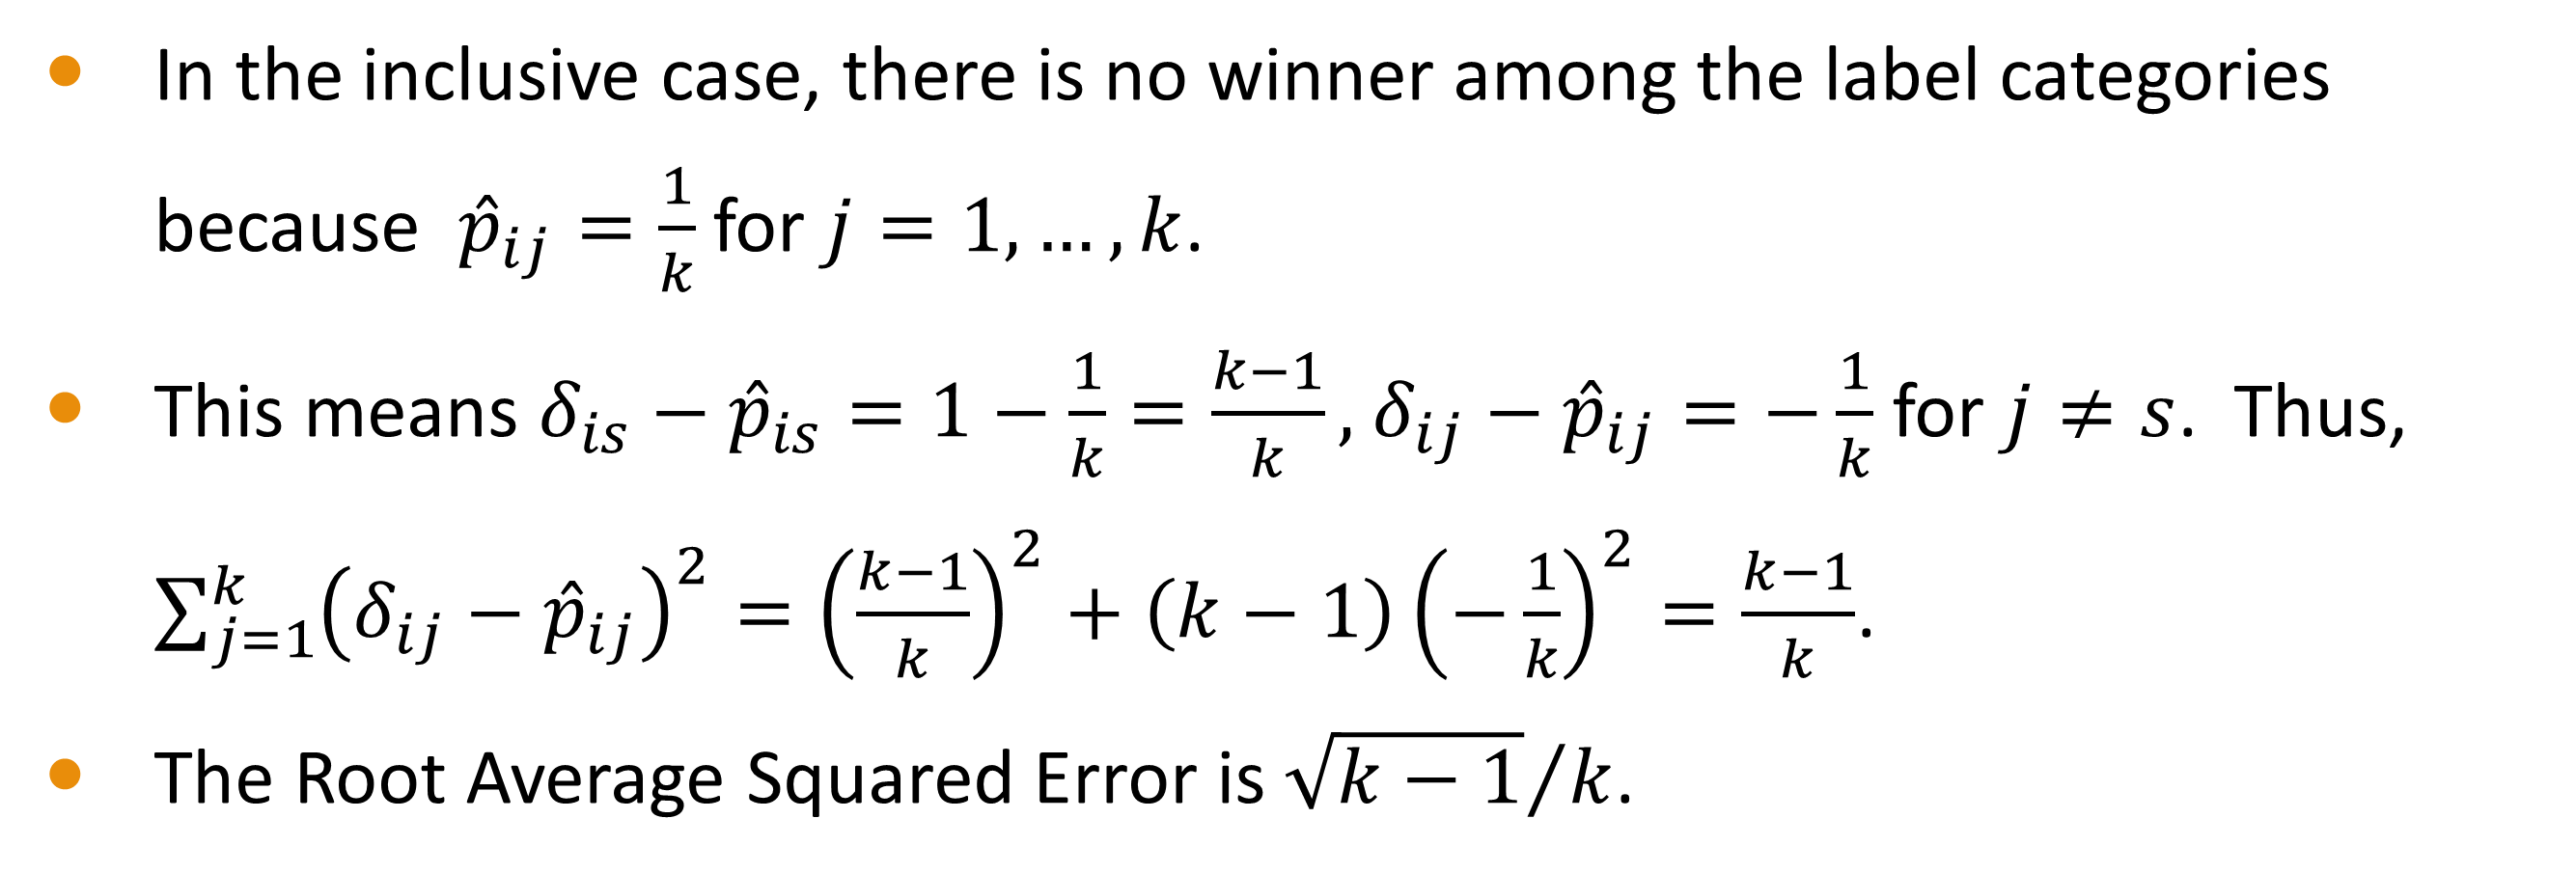 • In the inclusive case, there is no winner among the label categories
because p̂ᵢⱼ = 1/k for j = 1, … , k.
• This means δᵢₛ − p̂ᵢₛ = 1 − 1/k = (k−1)/k, δᵢⱼ − p̂ᵢⱼ = −1/k for j ≠ s. Thus,
∑ⱼ₌₁ᵏ(δᵢⱼ − p̂ᵢⱼ)² = ((k−1)/k)² + (k − 1)(−1/k)² = (k−1)/k.
• The Root Average Squared Error is √(k − 1)/k.